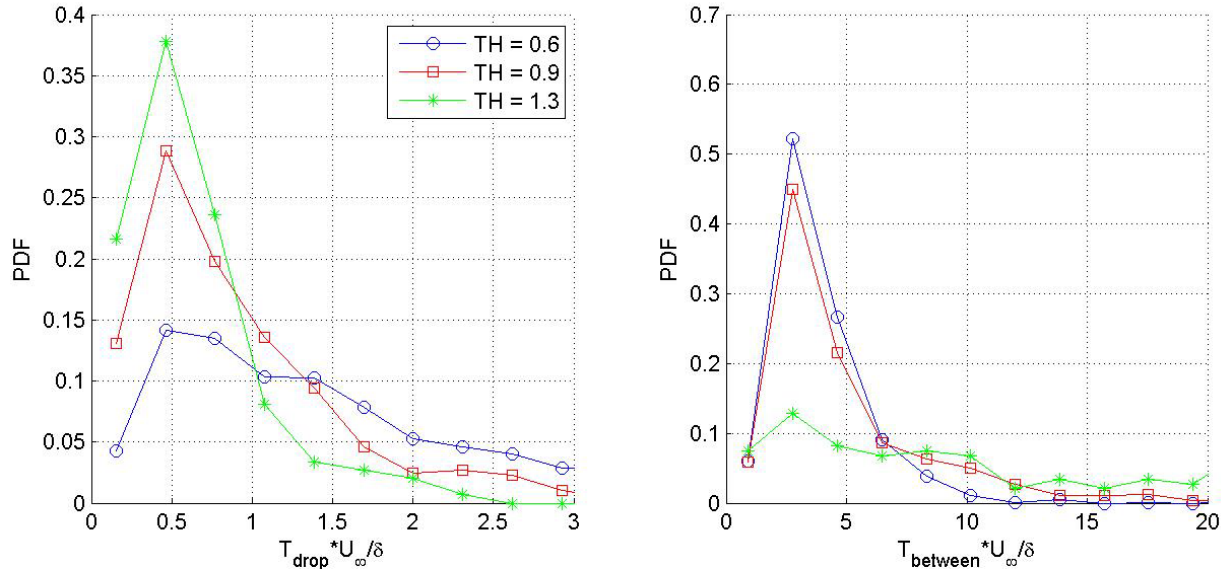 0.4
0.35
0.3
0.25
0.2
0.15
0.1
0.05
0
PDF
0 0.5 1 1.5 2 2.5 3
T_drop*U_∞/δ
TH = 0.6
TH = 0.9
TH = 1.3
0.7
0.6
0.5
0.4
0.3
0.2
0.1
0
PDF
0 5 10 15 20
T_between*U_∞/δ